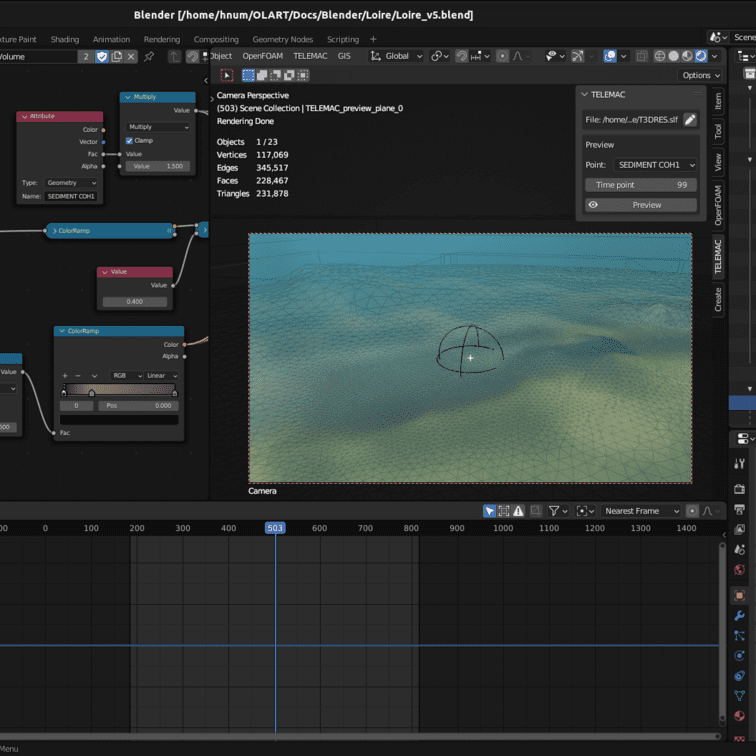 Blender [/home/hnum/OLART/Docs/Blender/Loire/Loire_v5.blend]
xture Paint Shading Animation Rendering Compositing Geometry Nodes Scripting + Scene
Volume 2 Object OpenFOAM TELEMAC GIS Global
Options
Attribute
Color
Vector
Fac
Alpha
Type: Geometry
Name: SEDIMENT COH1
Multiply
Value
Multiply
Clamp
Value
Value 1.500
ColorRamp
Value
Value
0.400
ColorRamp
Color
Alpha
+ - RGB Linear
0 Pos 0.000
Fac
Value
500
Camera Perspective
(503) Scene Collection | TELEMAC_preview_plane_0
Rendering Done
Objects 1/23
Vertices 117,069
Edges 345,517
Faces 228,467
Triangles 231,878
TELEMAC
File: /home/...e/T3DRES.slf
Preview
Point: SEDIMENT COH1
Time point 99
Preview
Item
Tool
View
OpenFOAM
TELEMAC
Create
Camera
Nearest Frame
00 0 100 200 300 400 503 600 700 800 900 1000 1100 1200 1300 1400
Menu